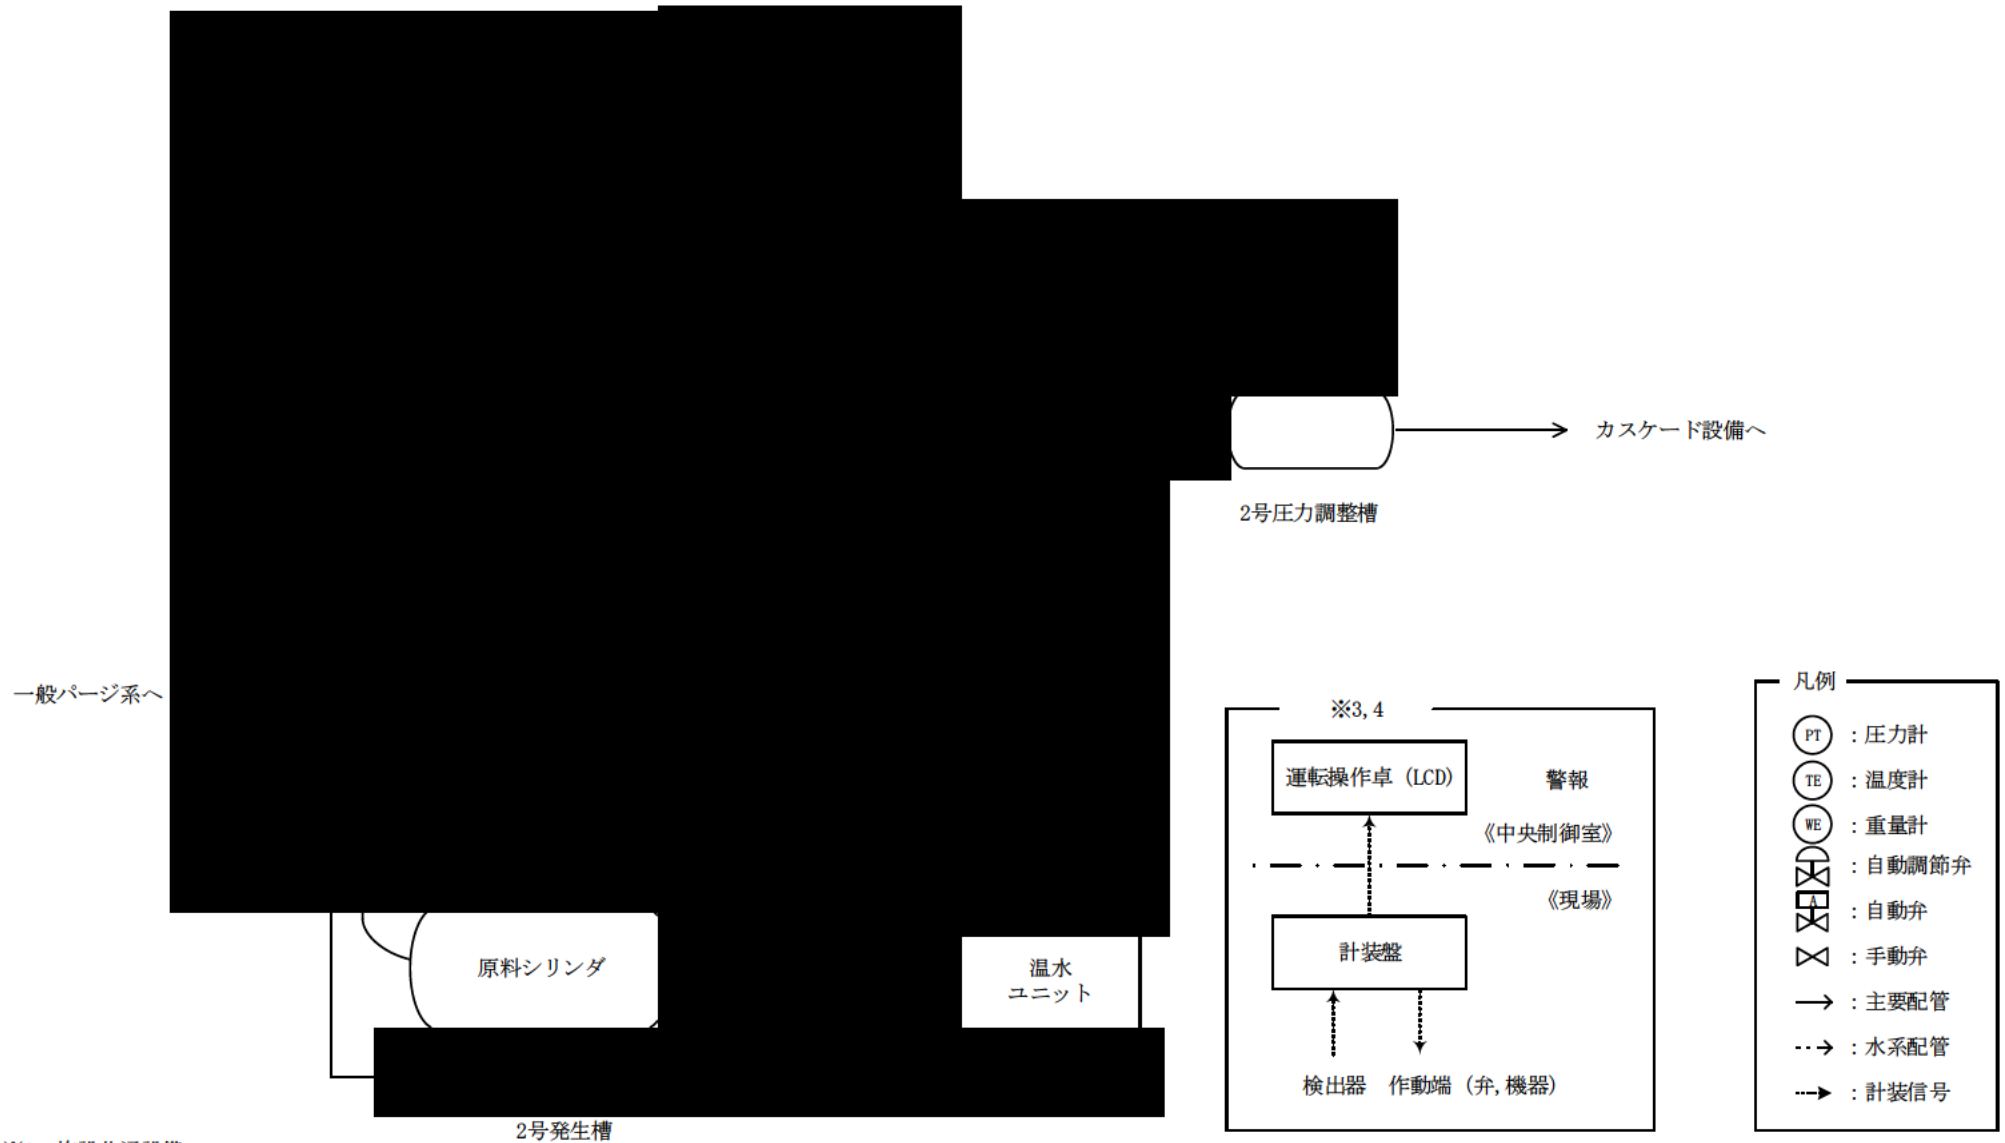 カスケード設備へ
2号圧力調整槽
一般パージ系へ
※3,4
運転操作卓（LCD）
警報
《中央制御室》
《現場》
計装盤
検出器
作動端（弁,機器）
原料シリンダ
温水
ユニット
2号発生槽
凡例
PT：圧力計
TE：温度計
WE：重量計
：自動調節弁
A：自動弁
：手動弁
：主要配管
：水系配管
：計装信号